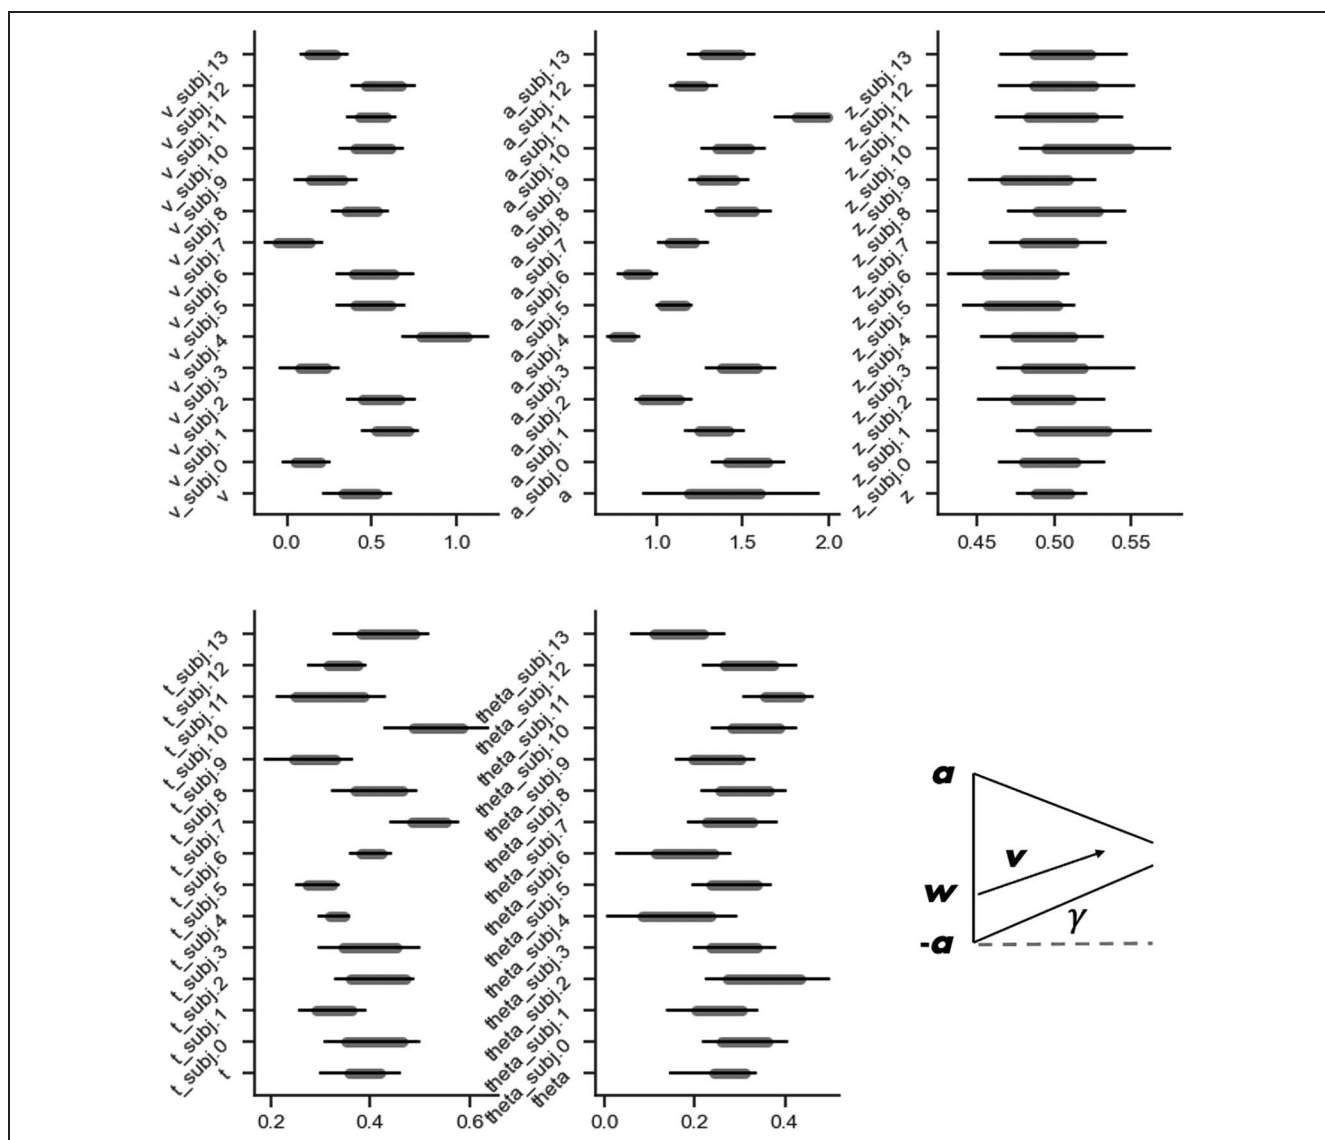 v_subj.13
v_subj.12
v_subj.11
v_subj.10
v_subj.9
v_subj.8
v_subj.7
v_subj.6
v_subj.5
v_subj.4
v_subj.3
v_subj.2
v_subj.1
v_subj.0
v
0.0 0.5 1.0
a_subj.13
a_subj.12
a_subj.11
a_subj.10
a_subj.9
a_subj.8
a_subj.7
a_subj.6
a_subj.5
a_subj.4
a_subj.3
a_subj.2
a_subj.1
a_subj.0
a
1.0 1.5 2.0
z_subj.13
z_subj.12
z_subj.11
z_subj.10
z_subj.9
z_subj.8
z_subj.7
z_subj.6
z_subj.5
z_subj.4
z_subj.3
z_subj.2
z_subj.1
z_subj.0
z
0.45 0.50 0.55
t_subj.13
t_subj.12
t_subj.11
t_subj.10
t_subj.9
t_subj.8
t_subj.7
t_subj.6
t_subj.5
t_subj.4
t_subj.3
t_subj.2
t_subj.1
t_subj.0
t
0.2 0.4 0.6
theta_subj.13
theta_subj.12
theta_subj.11
theta_subj.10
theta_subj.9
theta_subj.8
theta_subj.7
theta_subj.6
theta_subj.5
theta_subj.4
theta_subj.3
theta_subj.2
theta_subj.1
theta_subj.0
theta
0.0 0.2 0.4
a
v
w
γ
-a